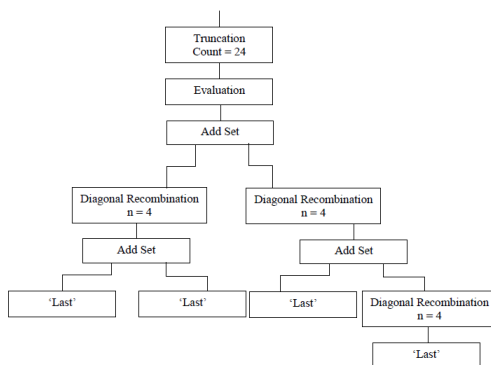 Truncation
Count = 24
Evaluation
Add Set
Diagonal Recombination
n = 4
Diagonal Recombination
n = 4
Add Set
Add Set
‘Last’
‘Last’
‘Last’
Diagonal Recombination
n = 4
‘Last’